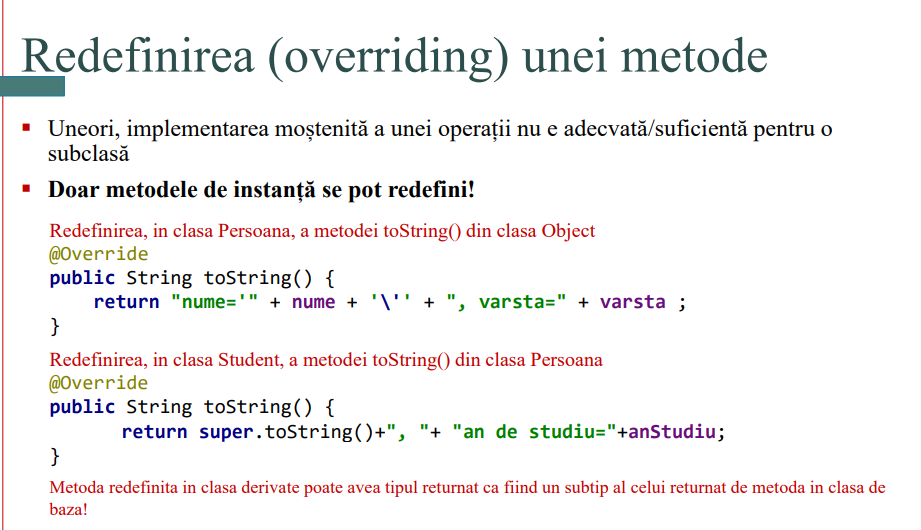 Redefinirea (overriding) unei metode
Uneori, implementarea moștenită a unei operații nu e adecvată/suficientă pentru o
subclasă
Doar metodele de instanță se pot redefini!
Redefinirea, in clasa Persoana, a metodei toString() din clasa Object
@Override
public String toString() {
return "nume='" + nume + '\'' + ", varsta=" + varsta ;
}
Redefinirea, in clasa Student, a metodei toString() din clasa Persoana
@Override
public String toString() {
return super.toString()+", "+ "an de studiu="+anStudiu;
}
Metoda redefinita in clasa derivate poate avea tipul returnat ca fiind un subtip al celui returnat de metoda in clasa de
baza!